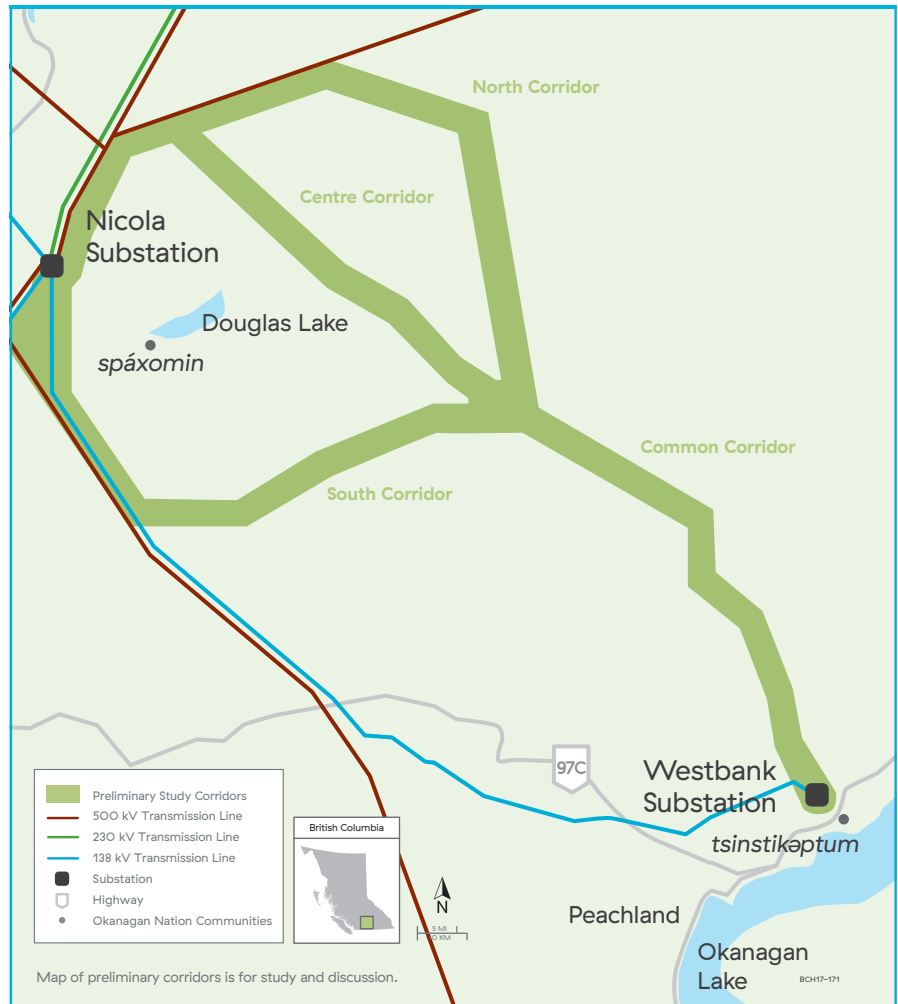 North Corridor
Centre Corridor
Nicola
Substation
Douglas Lake
spáxomin
Common Corridor
South Corridor
97C
Westbank
Substation
tsinstikəptum
Preliminary Study Corridors
500 kV Transmission Line
230 kV Transmission Line
138 kV Transmission Line
Substation
Highway
Okanagan Nation Communities
British Columbia
N
5 MI
Peachland
Okanagan
Lake
BCH17-171
Map of preliminary corridors is for study and discussion.